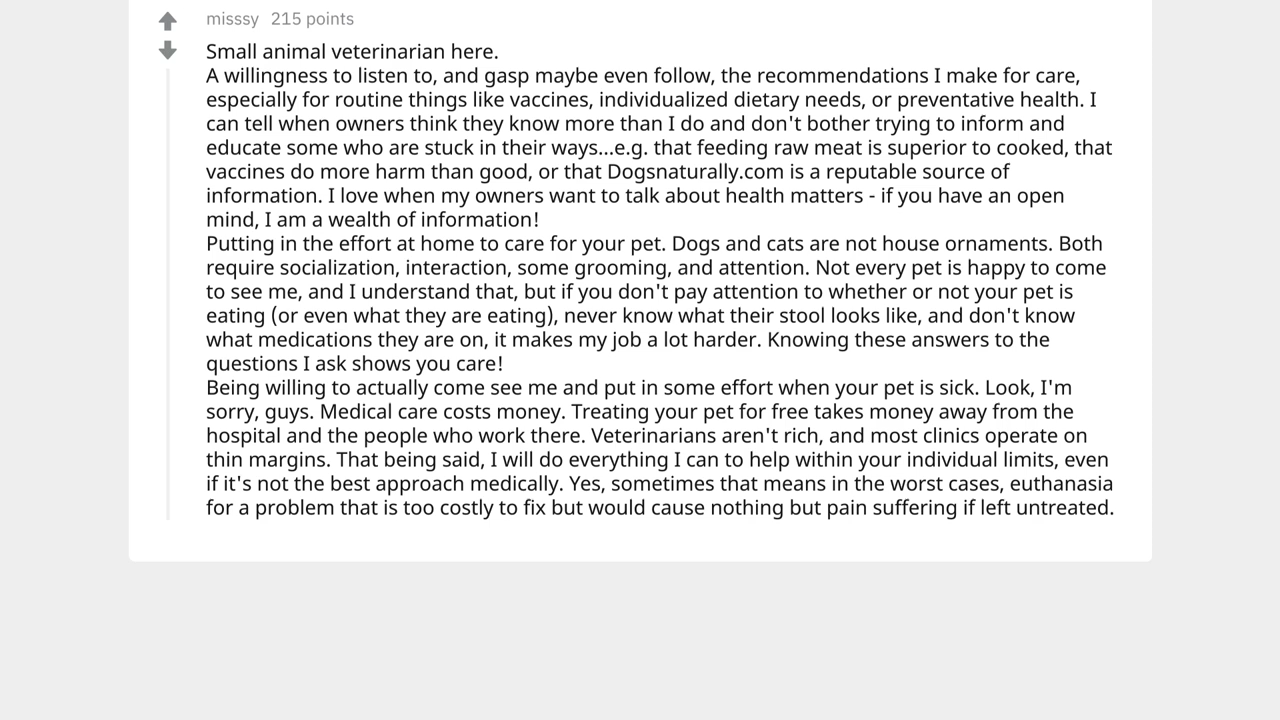 misssy 215 points
Small animal veterinarian here.
A willingness to listen to, and gasp maybe even follow, the recommendations I make for care,
especially for routine things like vaccines, individualized dietary needs, or preventative health. I
can tell when owners think they know more than I do and don't bother trying to inform and
educate some who are stuck in their ways...e.g. that feeding raw meat is superior to cooked, that
vaccines do more harm than good, or that Dogsnaturally.com is a reputable source of
information. I love when my owners want to talk about health matters - if you have an open
mind, I am a wealth of information!
Putting in the effort at home to care for your pet. Dogs and cats are not house ornaments. Both
require socialization, interaction, some grooming, and attention. Not every pet is happy to come
to see me, and I understand that, but if you don't pay attention to whether or not your pet is
eating (or even what they are eating), never know what their stool looks like, and don't know
what medications they are on, it makes my job a lot harder. Knowing these answers to the
questions I ask shows you care!
Being willing to actually come see me and put in some effort when your pet is sick. Look, I'm
sorry, guys. Medical care costs money. Treating your pet for free takes money away from the
hospital and the people who work there. Veterinarians aren't rich, and most clinics operate on
thin margins. That being said, I will do everything I can to help within your individual limits, even
if it's not the best approach medically. Yes, sometimes that means in the worst cases, euthanasia
for a problem that is too costly to fix but would cause nothing but pain suffering if left untreated.